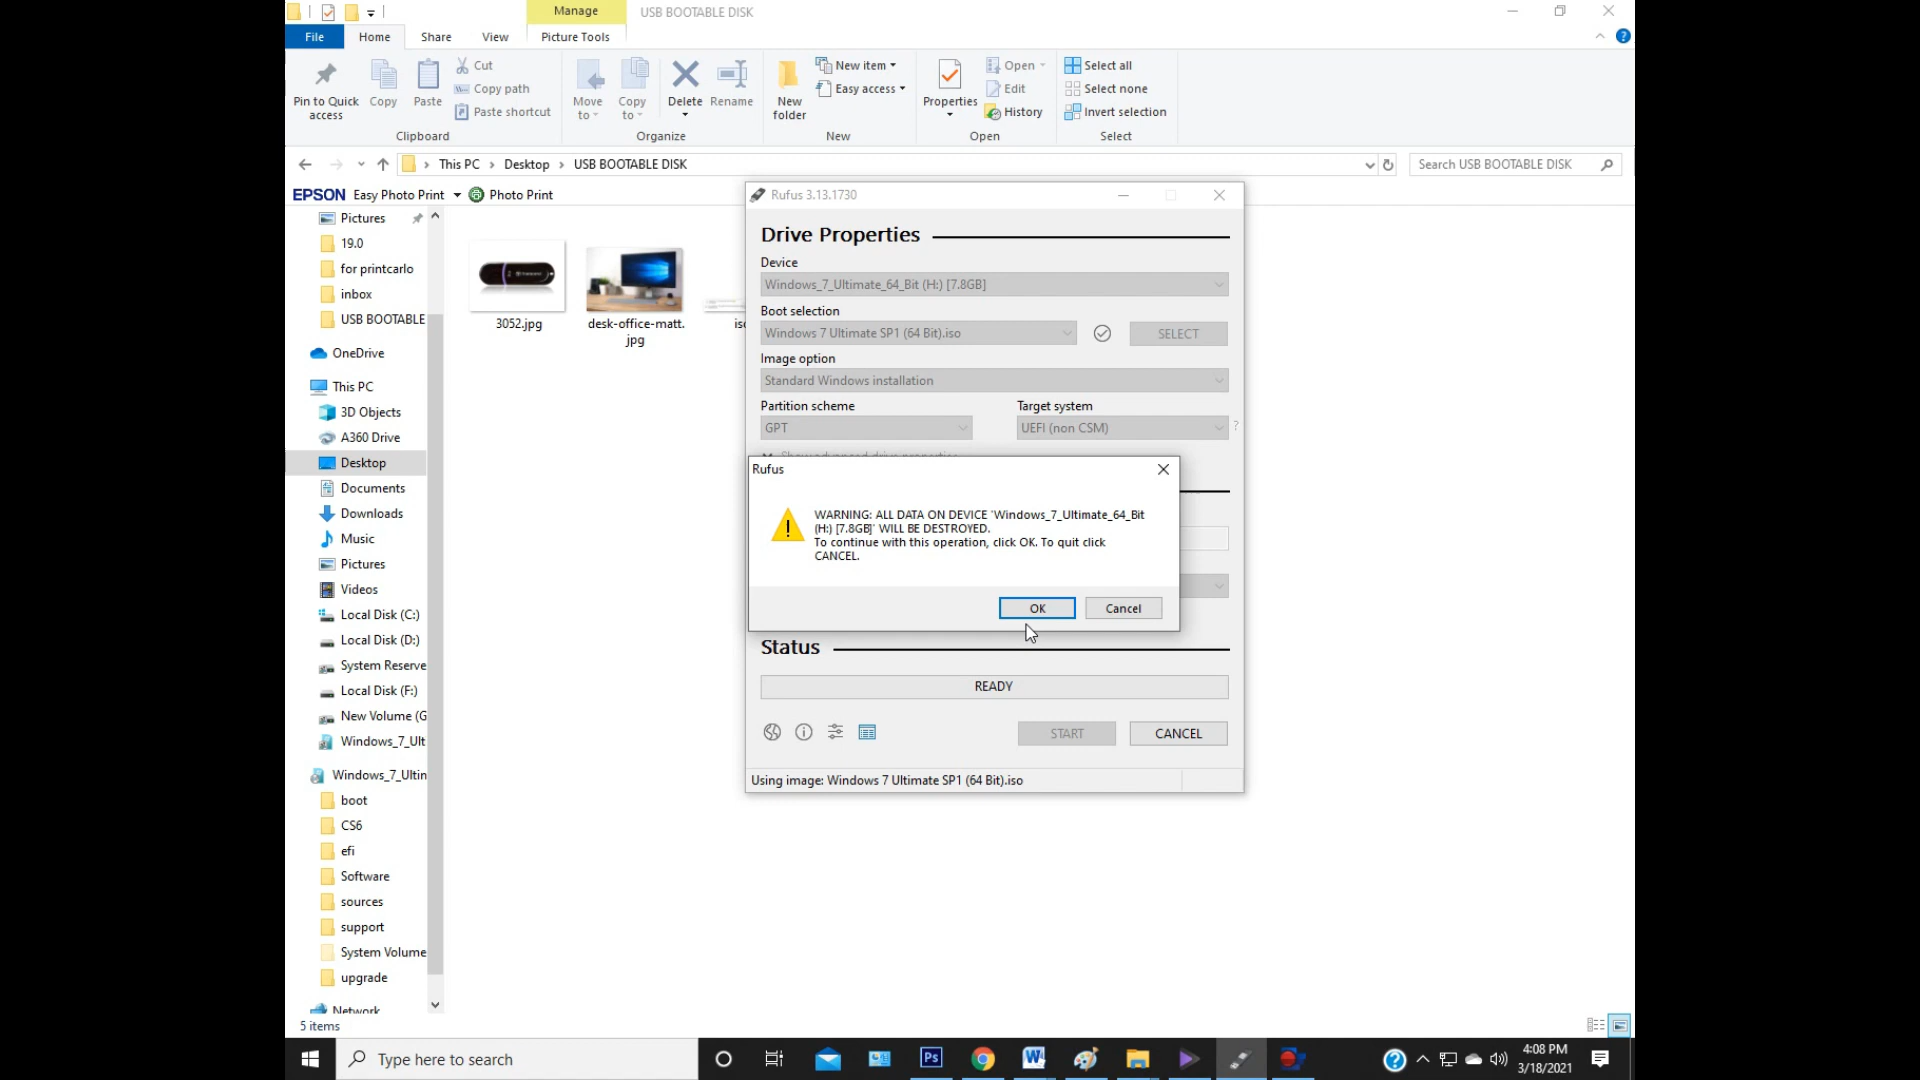 Manage
USB BOOTABLE DISK
File
Home
Share
View
Picture Tools
Pin to Quick access
Copy
Paste
Cut
Copy path
Paste shortcut
Move to
Copy to
Delete
Rename
New folder
New item
Easy access
Properties
Open
Edit
History
Select all
Select none
Invert selection
Clipboard
Organize
New
Open
Select
This PC > Desktop > USB BOOTABLE DISK
Search USB BOOTABLE DISK
EPSON Easy Photo Print
Photo Print
Pictures
19.0
for printcarlo
inbox
USB BOOTABLE
OneDrive
This PC
3D Objects
A360 Drive
Desktop
Documents
Downloads
Music
Pictures
Videos
Local Disk (C:)
Local Disk (D:)
System Reserve
Local Disk (F:)
New Volume (G
Windows_7_Ult
Windows_7_Ultin
boot
CS6
efi
Software
sources
support
System Volume
upgrade
Network
5 items
3052.jpg
desk-office-matt.
jpg
Rufus 3.13.1730
Drive Properties
Device
Windows_7_Ultimate_64_Bit (H:) [7.8GB]
Boot selection
Windows 7 Ultimate SP1 (64 Bit).iso
SELECT
Image option
Standard Windows installation
Partition scheme
Target system
GPT
UEFI (non CSM)
?
Rufus
WARNING: ALL DATA ON DEVICE 'Windows_7_Ultimate_64_Bit
(H:) [7.8GB]' WILL BE DESTROYED.
To continue with this operation, click OK. To quit click
CANCEL.
OK
Cancel
Status
READY
START
CANCEL
Using image: Windows 7 Ultimate SP1 (64 Bit).iso
Type here to search
Ps
4:08 PM
3/18/2021